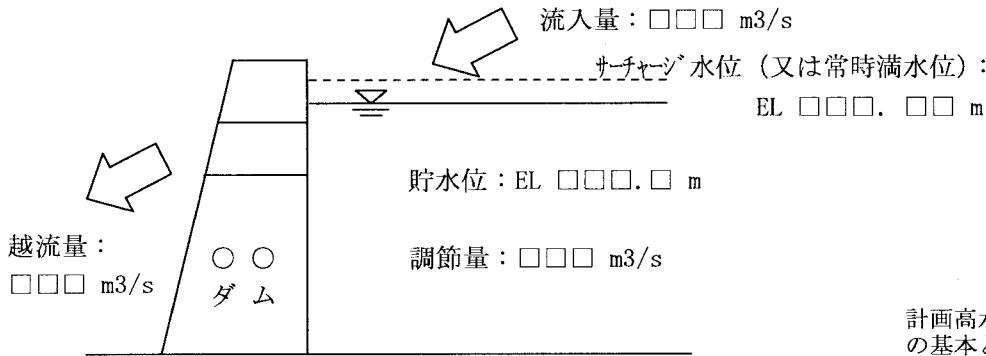 流入量：□□□ m3/s
サーチャージ水位（又は常時満水位）：
EL □□□. □□ m
貯水位：EL □□□.□ m
越流量：
□□□ m3/s
調節量：□□□ m3/s
○ ○
ダ ム
計画高水
の基本